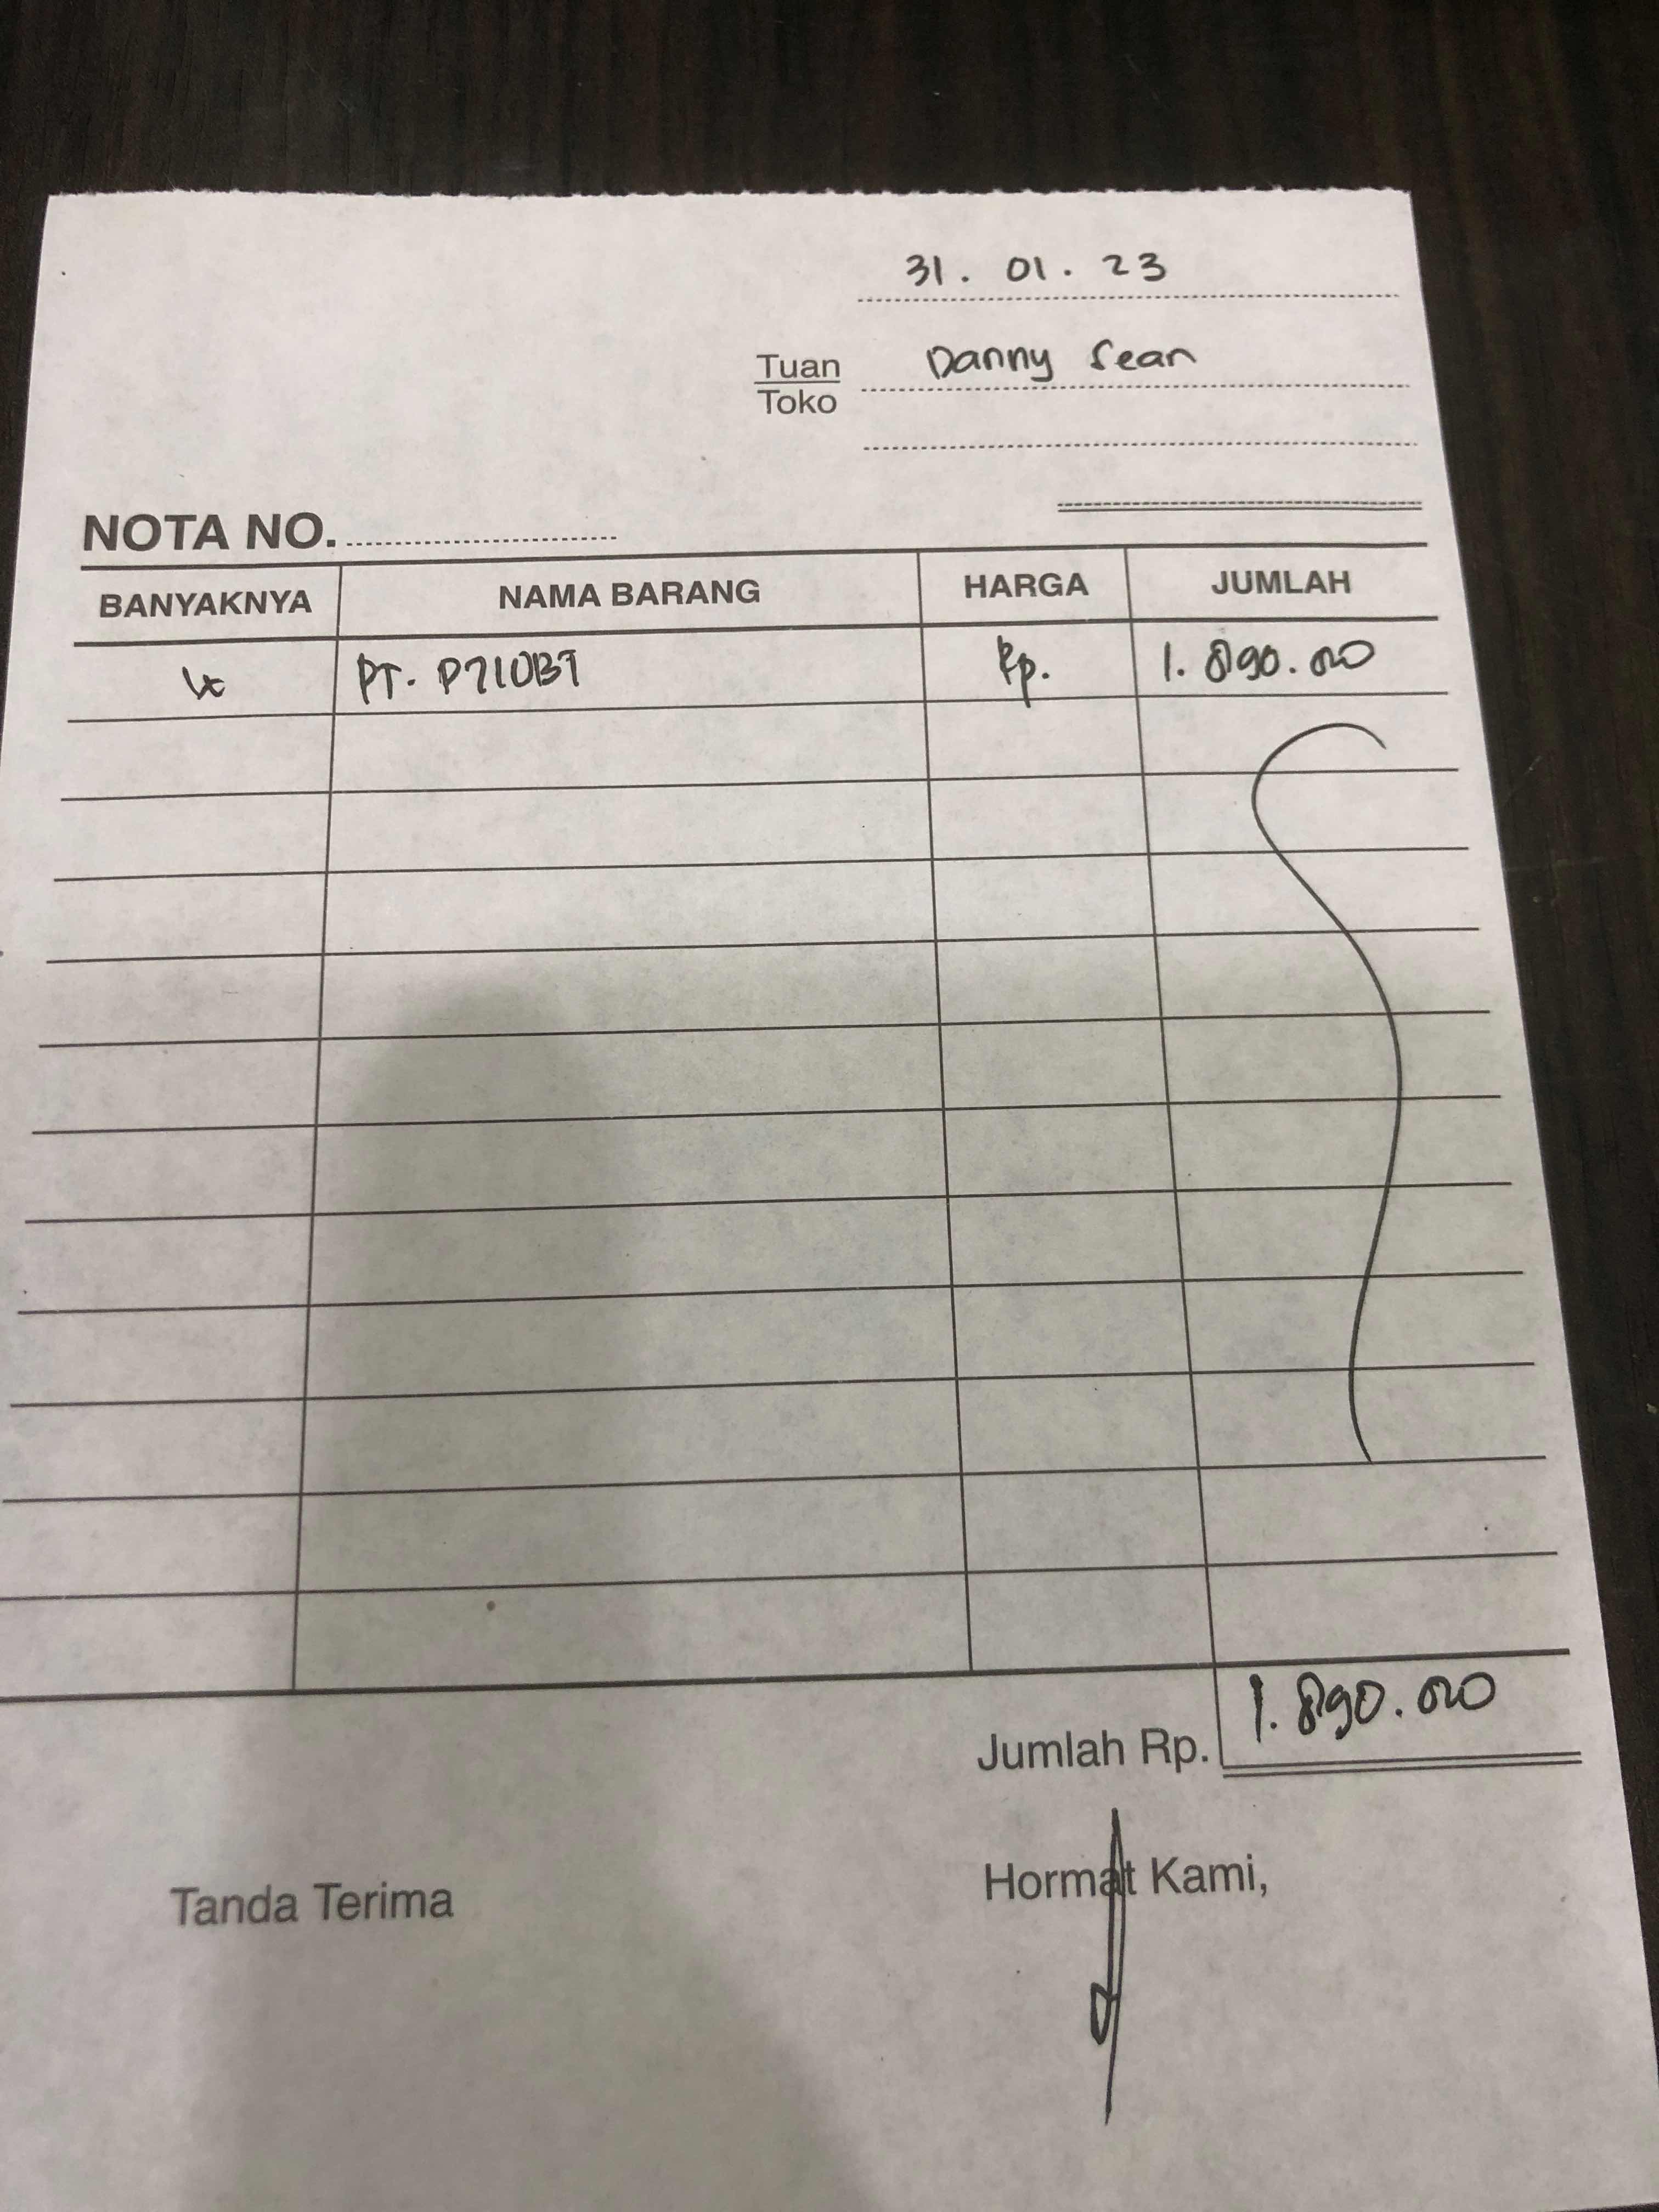 31. 01. 23
Tuan Danny Sean
Toko
NOTA NO.
BANYAKNYA NAMA BARANG HARGA JUMLAH
PT. P710BT Rp. 1.890.000
Jumlah Rp. 1.890.000
Tanda Terima Hormat Kami,